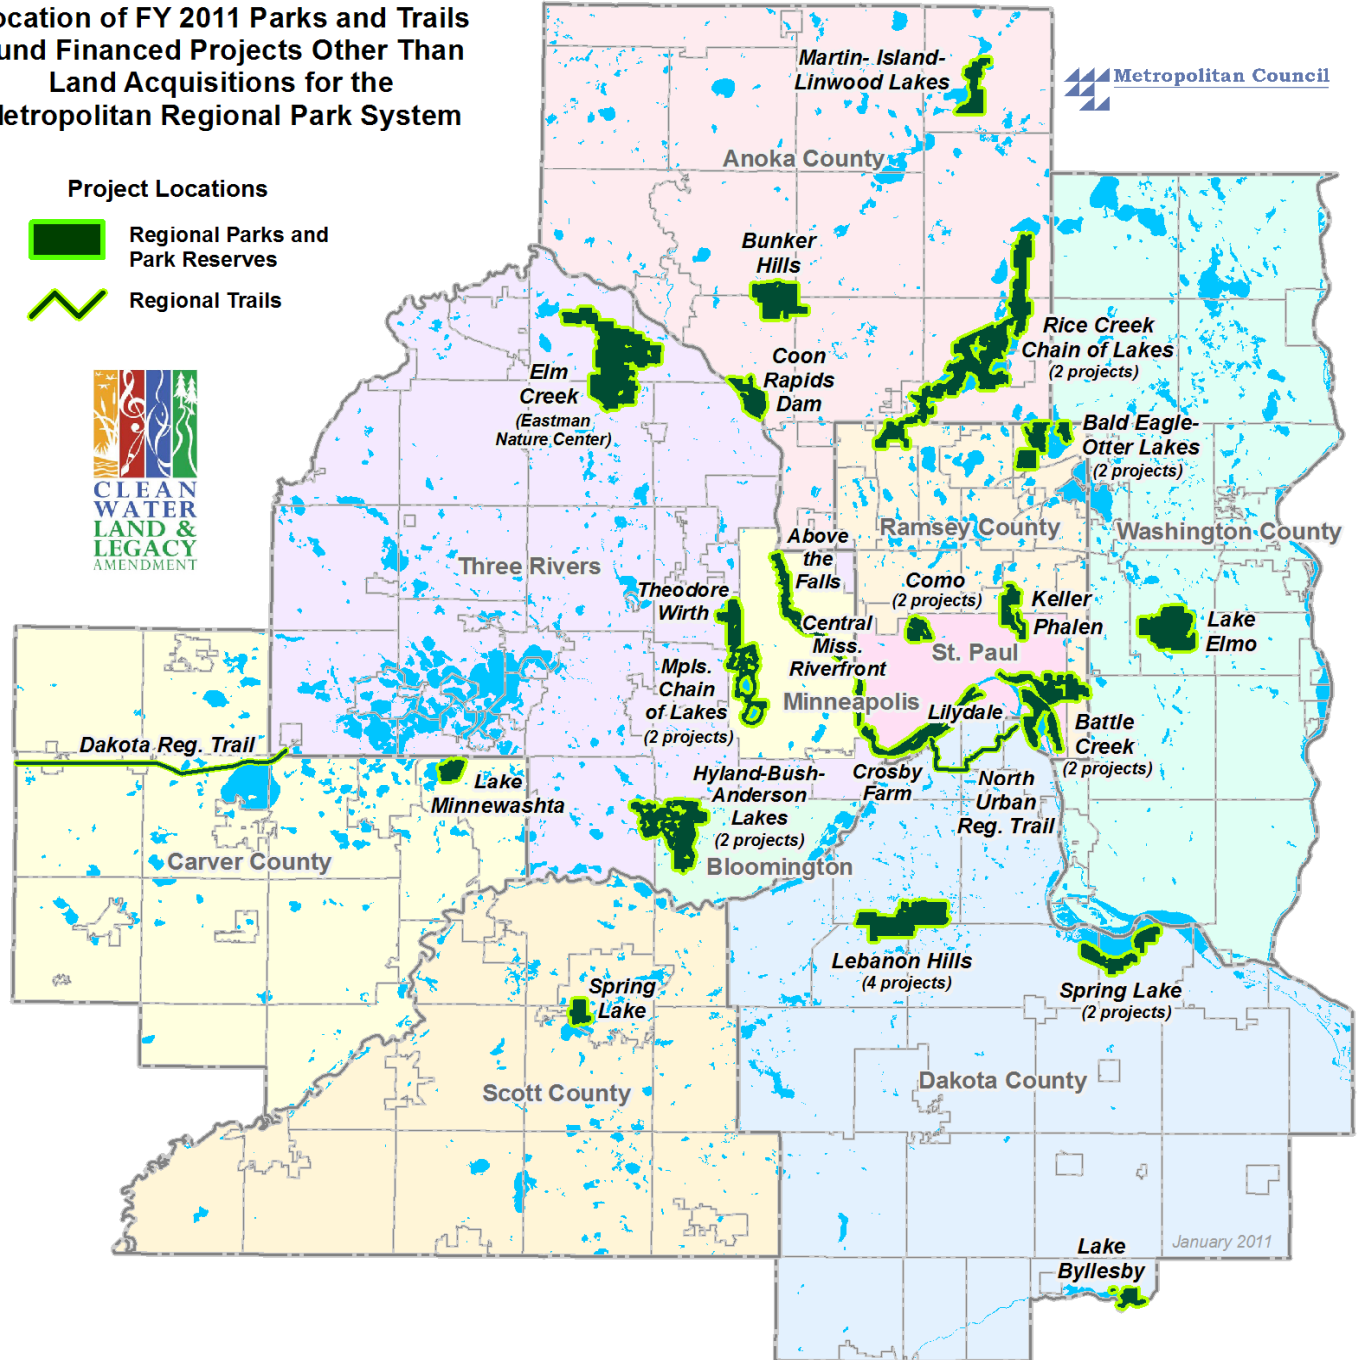 ocation of FY 2011 Parks and Trails
und Financed Projects Other Than
Land Acquisitions for the
etropolitan Regional Park System
Project Locations
Regional Parks and
Park Reserves
Regional Trails
CLEAN
WATER
LAND &
LEGACY
AMENDMENT
Metropolitan Council
Martin- Island-
Linwood Lakes
Anoka County
Bunker
Hills
Rice Creek
Chain of Lakes
(2 projects)
Coon
Rapids
Dam
Elm
Creek
(Eastman
Nature Center)
Bald Eagle-
Otter Lakes
(2 projects)
Ramsey County
Washington County
Above
the
Falls
Three Rivers
Theodore
Wirth
Como
(2 projects)
Keller
Phalen
Lake
Elmo
Central
Miss.
Riverfront
St. Paul
Mpls.
Chain
of Lakes
(2 projects)
Minneapolis
Lilydale
Battle
Creek
(2 projects)
Dakota Reg. Trail
Lake
Minnewashta
Hyland-Bush-
Anderson
Lakes
(2 projects)
Crosby
Farm
North
Urban
Reg. Trail
Carver County
Bloomington
Lebanon Hills
(4 projects)
Spring Lake
(2 projects)
Spring
Lake
Scott County
Dakota County
January 2011
Lake
Byllesby